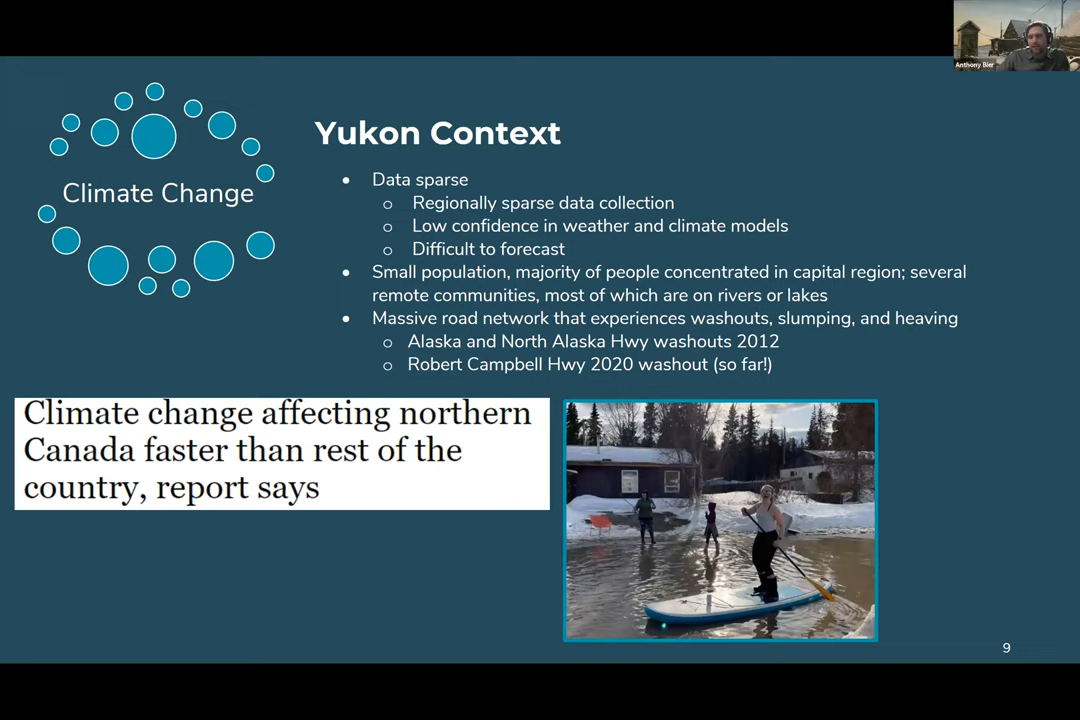 Anthony Bier
Climate Change
Yukon Context
• Data sparse
o Regionally sparse data collection
o Low confidence in weather and climate models
o Difficult to forecast
• Small population, majority of people concentrated in capital region; several
remote communities, most of which are on rivers or lakes
• Massive road network that experiences washouts, slumping, and heaving
o Alaska and North Alaska Hwy washouts 2012
o Robert Campbell Hwy 2020 washout (so far!)
Climate change affecting northern
Canada faster than rest of the
country, report says
9